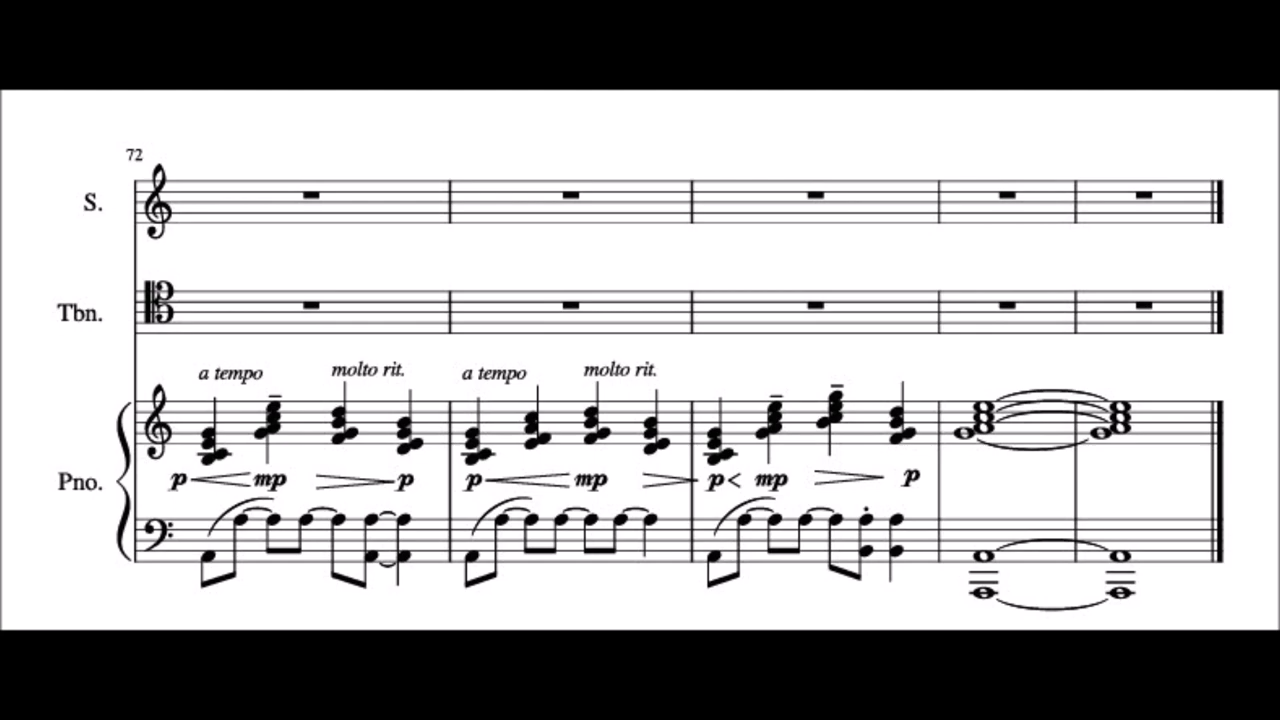 72
S.
Tbn.
a tempo molto rit. a tempo molto rit.
Pno.
p mp p p mp p mp p